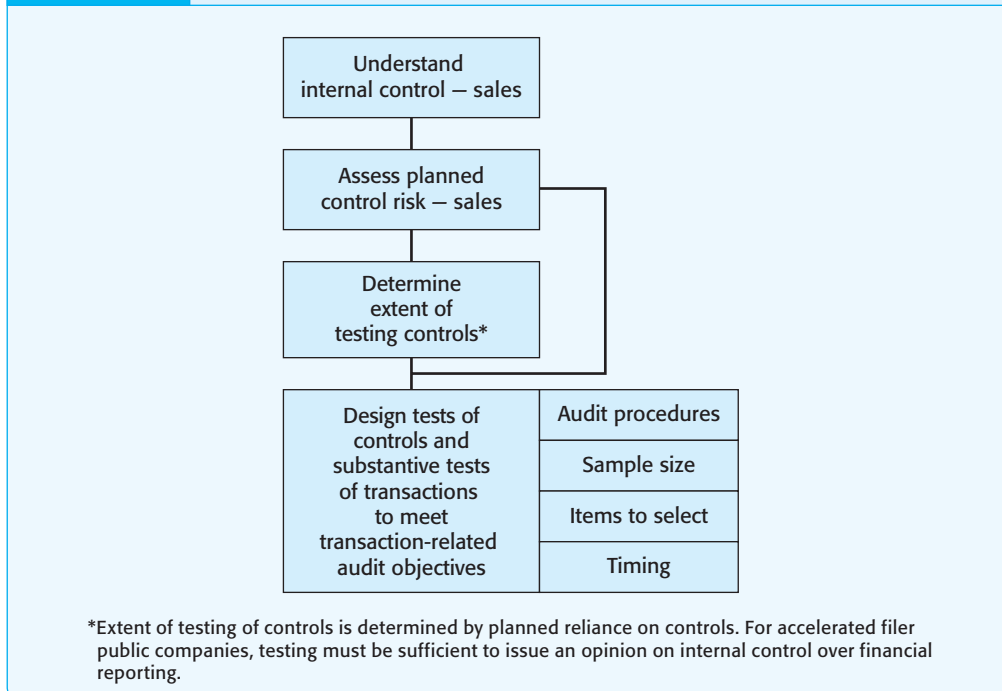 Understand
internal control — sales
Assess planned
control risk — sales
Determine
extent of
testing controls*
Design tests of
controls and
substantive tests
of transactions
to meet
transaction-related
audit objectives
Audit procedures
Sample size
Items to select
Timing
*Extent of testing of controls is determined by planned reliance on controls. For accelerated filer
public companies, testing must be sufficient to issue an opinion on internal control over financial
reporting.